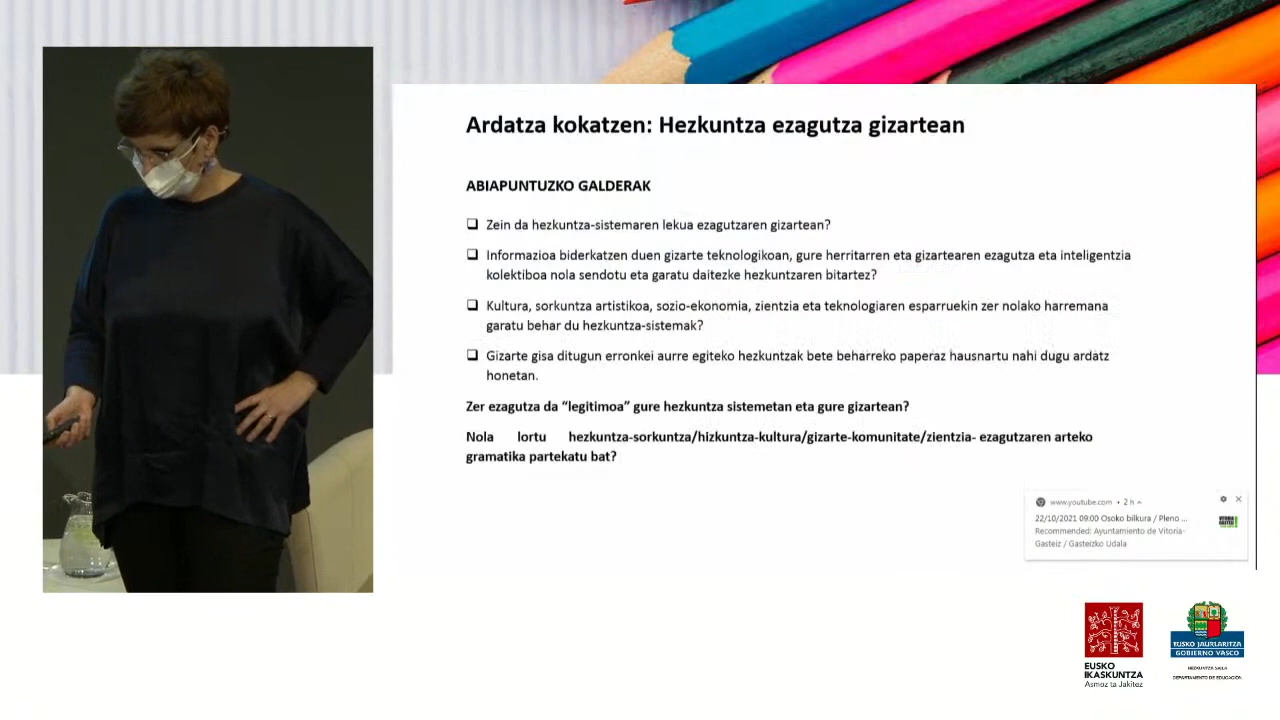 Ardatza kokatzen: Hezkuntza ezagutza gizartean
ABIAPUNTUZKO GALDERAK
Zein da hezkuntza-sistemaren lekua ezagutzaren gizartean?
Informazioa biderkatzen duen gizarte teknologikoan, gure herritarren eta gizartearen ezagutza eta inteligentzia
kolektiboa nola sendotu eta garatu daitezke hezkuntzaren bitartez?
Kultura, sorkuntza artistikoa, sozio-ekonomia, zientzia eta teknologiaren esparruekin zer nolako harremana
garatu behar du hezkuntza-sistemak?
Gizarte gisa ditugun erronkei aurre egiteko hezkuntzak bete beharreko paperaz hausnartu nahi dugu ardatz
honetan.
Zer ezagutza da “legitimoa” gure hezkuntza sistemetan eta gure gizartean?
Nola lortu hezkuntza-sorkuntza/hizkuntza-kultura/gizarte-komunitate/zientzia- ezagutzaren arteko
gramatika partekatu bat?
www.youtube.com • 2 h
22/10/2021 09:00 Osoko bilkura / Pleno ...
Recommended: Ayuntamiento de Vitoria-
Gasteiz / Gasteizko Udala
EUSKO
IKASKUNTZA
Asmoz ta Jakitez
EUSKO JAURLARITZA
GOBIERNO VASCO
HEZKUNTZA SAILA
DEPARTAMENTO DE EDUCACIÓN